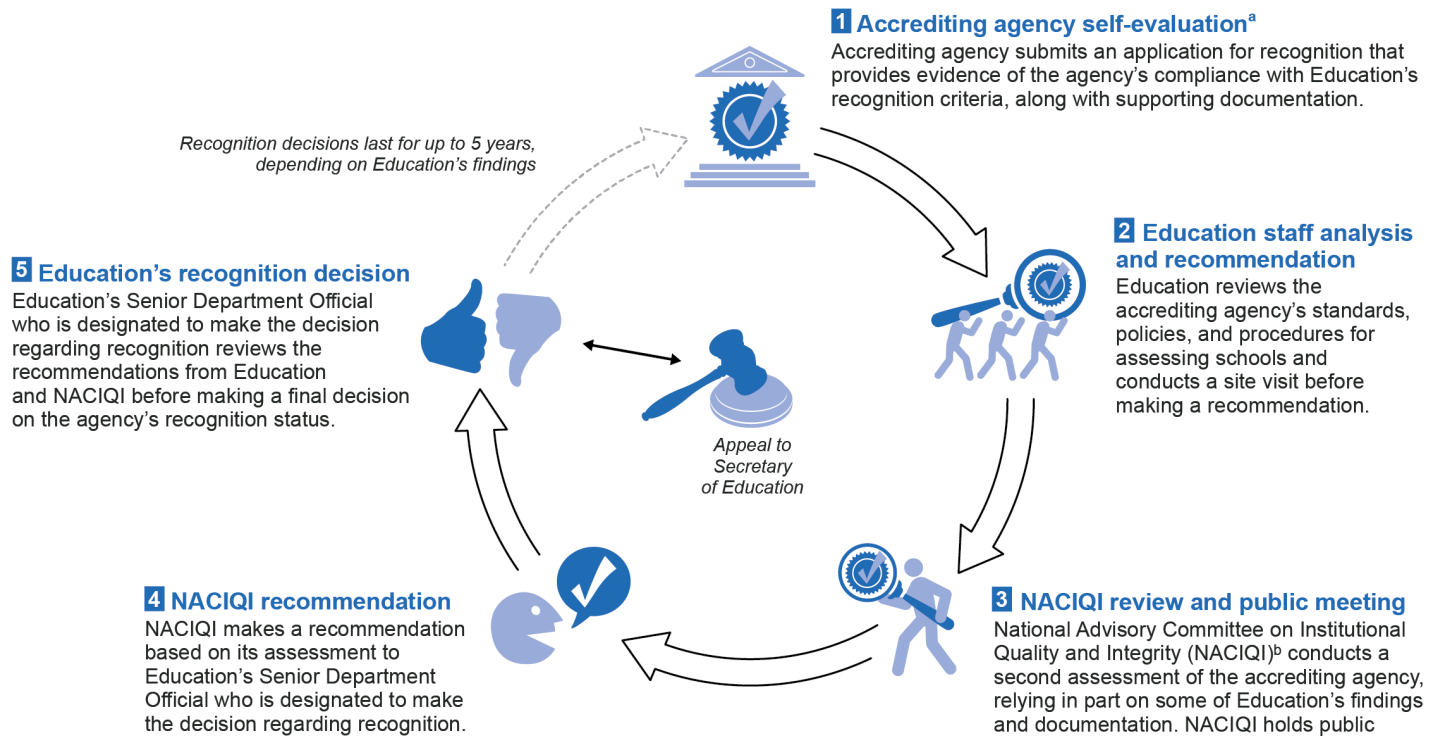 1 Accrediting agency self-evaluationᵃ
Accrediting agency submits an application for recognition that
provides evidence of the agency's compliance with Education's
recognition criteria, along with supporting documentation.
Recognition decisions last for up to 5 years,
depending on Education's findings
2 Education staff analysis
and recommendation
Education reviews the
accrediting agency's standards,
policies, and procedures for
assessing schools and
conducts a site visit before
making a recommendation.
3 NACIQI review and public meeting
National Advisory Committee on Institutional
Quality and Integrity (NACIQI)ᵇ conducts a
second assessment of the accrediting agency,
relying in part on some of Education's findings
and documentation. NACIQI holds public
4 NACIQI recommendation
NACIQI makes a recommendation
based on its assessment to
Education's Senior Department
Official who is designated to make
the decision regarding recognition.
5 Education's recognition decision
Education's Senior Department Official
who is designated to make the decision
regarding recognition reviews the
recommendations from Education
and NACIQI before making a final decision
on the agency's recognition status.
Appeal to
Secretary
of Education